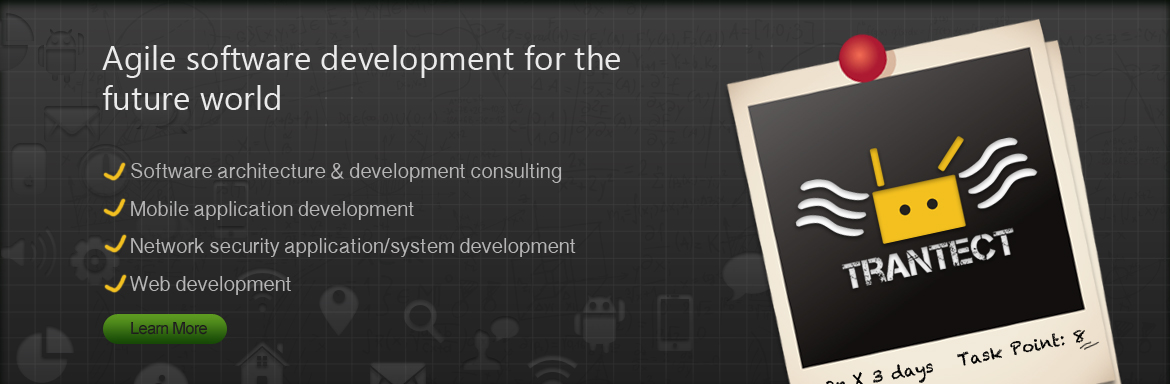 Agile software development for the
future world
Software architecture & development consulting
Mobile application development
Network security application/system development
Web development
Learn More
TRANTECT
X 3 days Task Point: 8